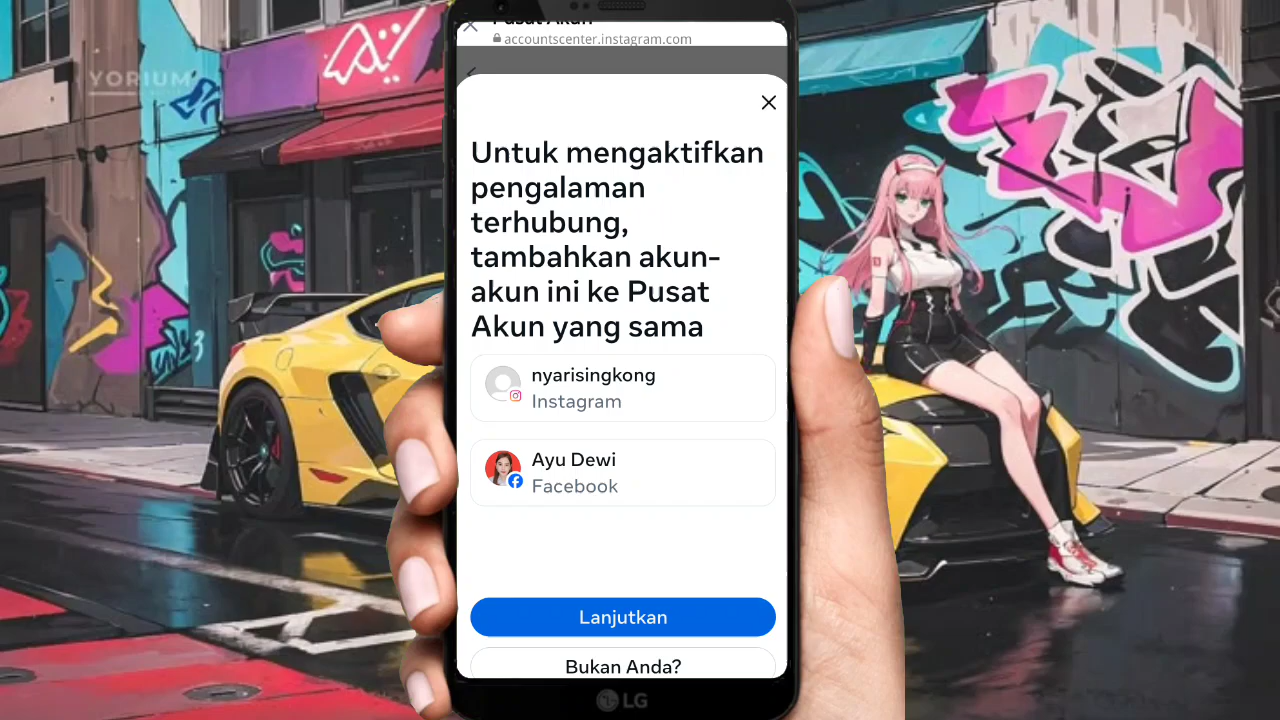 Pusat Akun
accountscenter.instagram.com
YORIUM
Untuk mengaktifkan
pengalaman
terhubung,
tambahkan akun-
akun ini ke Pusat
Akun yang sama
nyarisingkong
Instagram
Ayu Dewi
Facebook
Lanjutkan
Bukan Anda?
LG